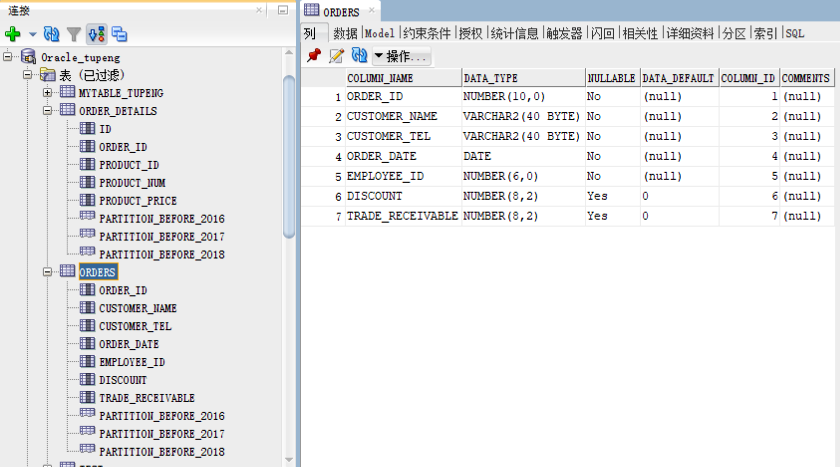 连接
Oracle_tupeng
表 (已过滤)
MYTABLE_TUPENG
ORDER_DETAILS
ID
ORDER_ID
PRODUCT_ID
PRODUCT_NUM
PRODUCT_PRICE
PARTITION_BEFORE_2016
PARTITION_BEFORE_2017
PARTITION_BEFORE_2018
ORDERS
ORDER_ID
CUSTOMER_NAME
CUSTOMER_TEL
ORDER_DATE
EMPLOYEE_ID
DISCOUNT
TRADE_RECEIVABLE
PARTITION_BEFORE_2016
PARTITION_BEFORE_2017
PARTITION_BEFORE_2018
ORDERS
列 数据 |Model |约束条件 |授权 |统计信息 |触发器 |闪回 |相关性 |详细资料 |分区 |索引 |SQL
操作...
COLUMN_NAME DATA_TYPE NULLABLE DATA_DEFAULT COLUMN_ID COMMENTS
1 ORDER_ID NUMBER(10,0) No (null) 1 (null)
2 CUSTOMER_NAME VARCHAR2(40 BYTE) No (null) 2 (null)
3 CUSTOMER_TEL VARCHAR2(40 BYTE) No (null) 3 (null)
4 ORDER_DATE DATE No (null) 4 (null)
5 EMPLOYEE_ID NUMBER(6,0) No (null) 5 (null)
6 DISCOUNT NUMBER(8,2) Yes 0 6 (null)
7 TRADE_RECEIVABLE NUMBER(8,2) Yes 0 7 (null)